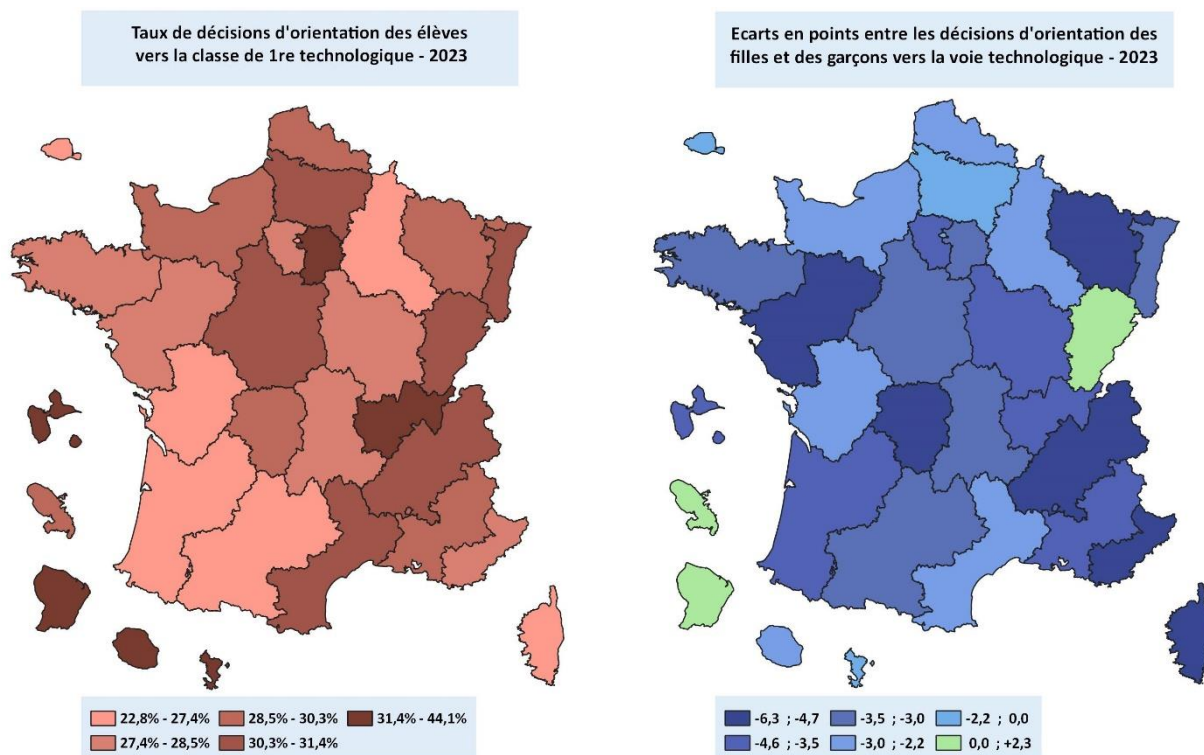 Taux de décisions d'orientation des élèves
vers la classe de 1re technologique - 2023
Ecarts en points entre les décisions d'orientation des
filles et des garçons vers la voie technologique - 2023
22,8% - 27,4% 28,5% - 30,3% 31,4% - 44,1%
27,4% - 28,5% 30,3% - 31,4%
-6,3 ; -4,7 -3,5 ; -3,0 -2,2 ; 0,0
-4,6 ; -3,5 -3,0 ; -2,2 0,0 ; +2,3